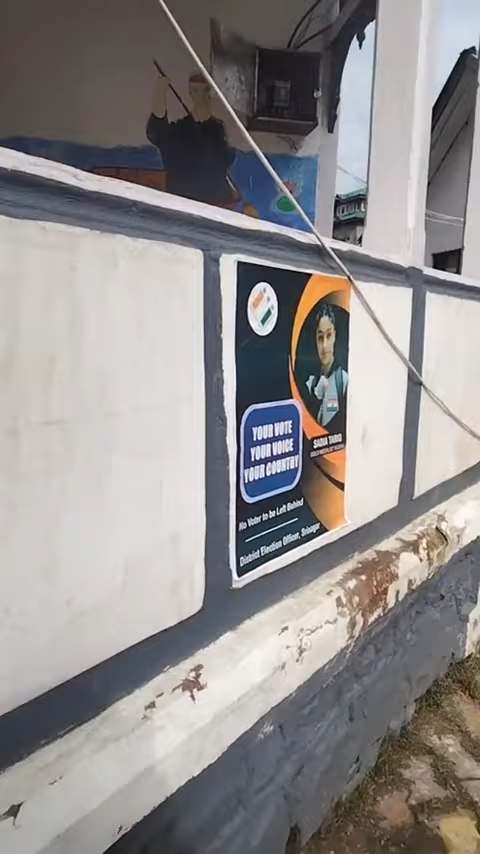 YOUR VOTE
YOUR VOICE
YOUR COUNTRY
SADIA TARIQ
No Voter to be Left Behind
District Election Officer, Srinagar